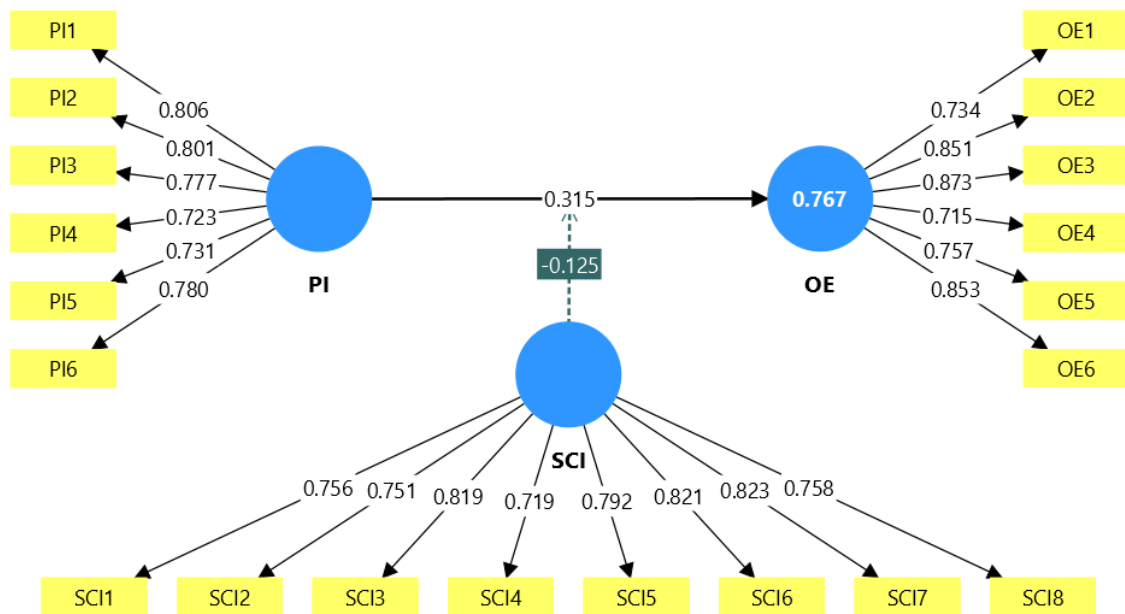 PI1
PI2
PI3
PI4
PI5
PI6
0.806
0.801
0.777
0.723
0.731
0.780
PI
0.315
-0.125
0.767
OE
0.734
0.851
0.873
0.715
0.757
0.853
OE1
OE2
OE3
OE4
OE5
OE6
SCI
0.756
0.751
0.819
0.719
0.792
0.821
0.823
0.758
SCI1
SCI2
SCI3
SCI4
SCI5
SCI6
SCI7
SCI8